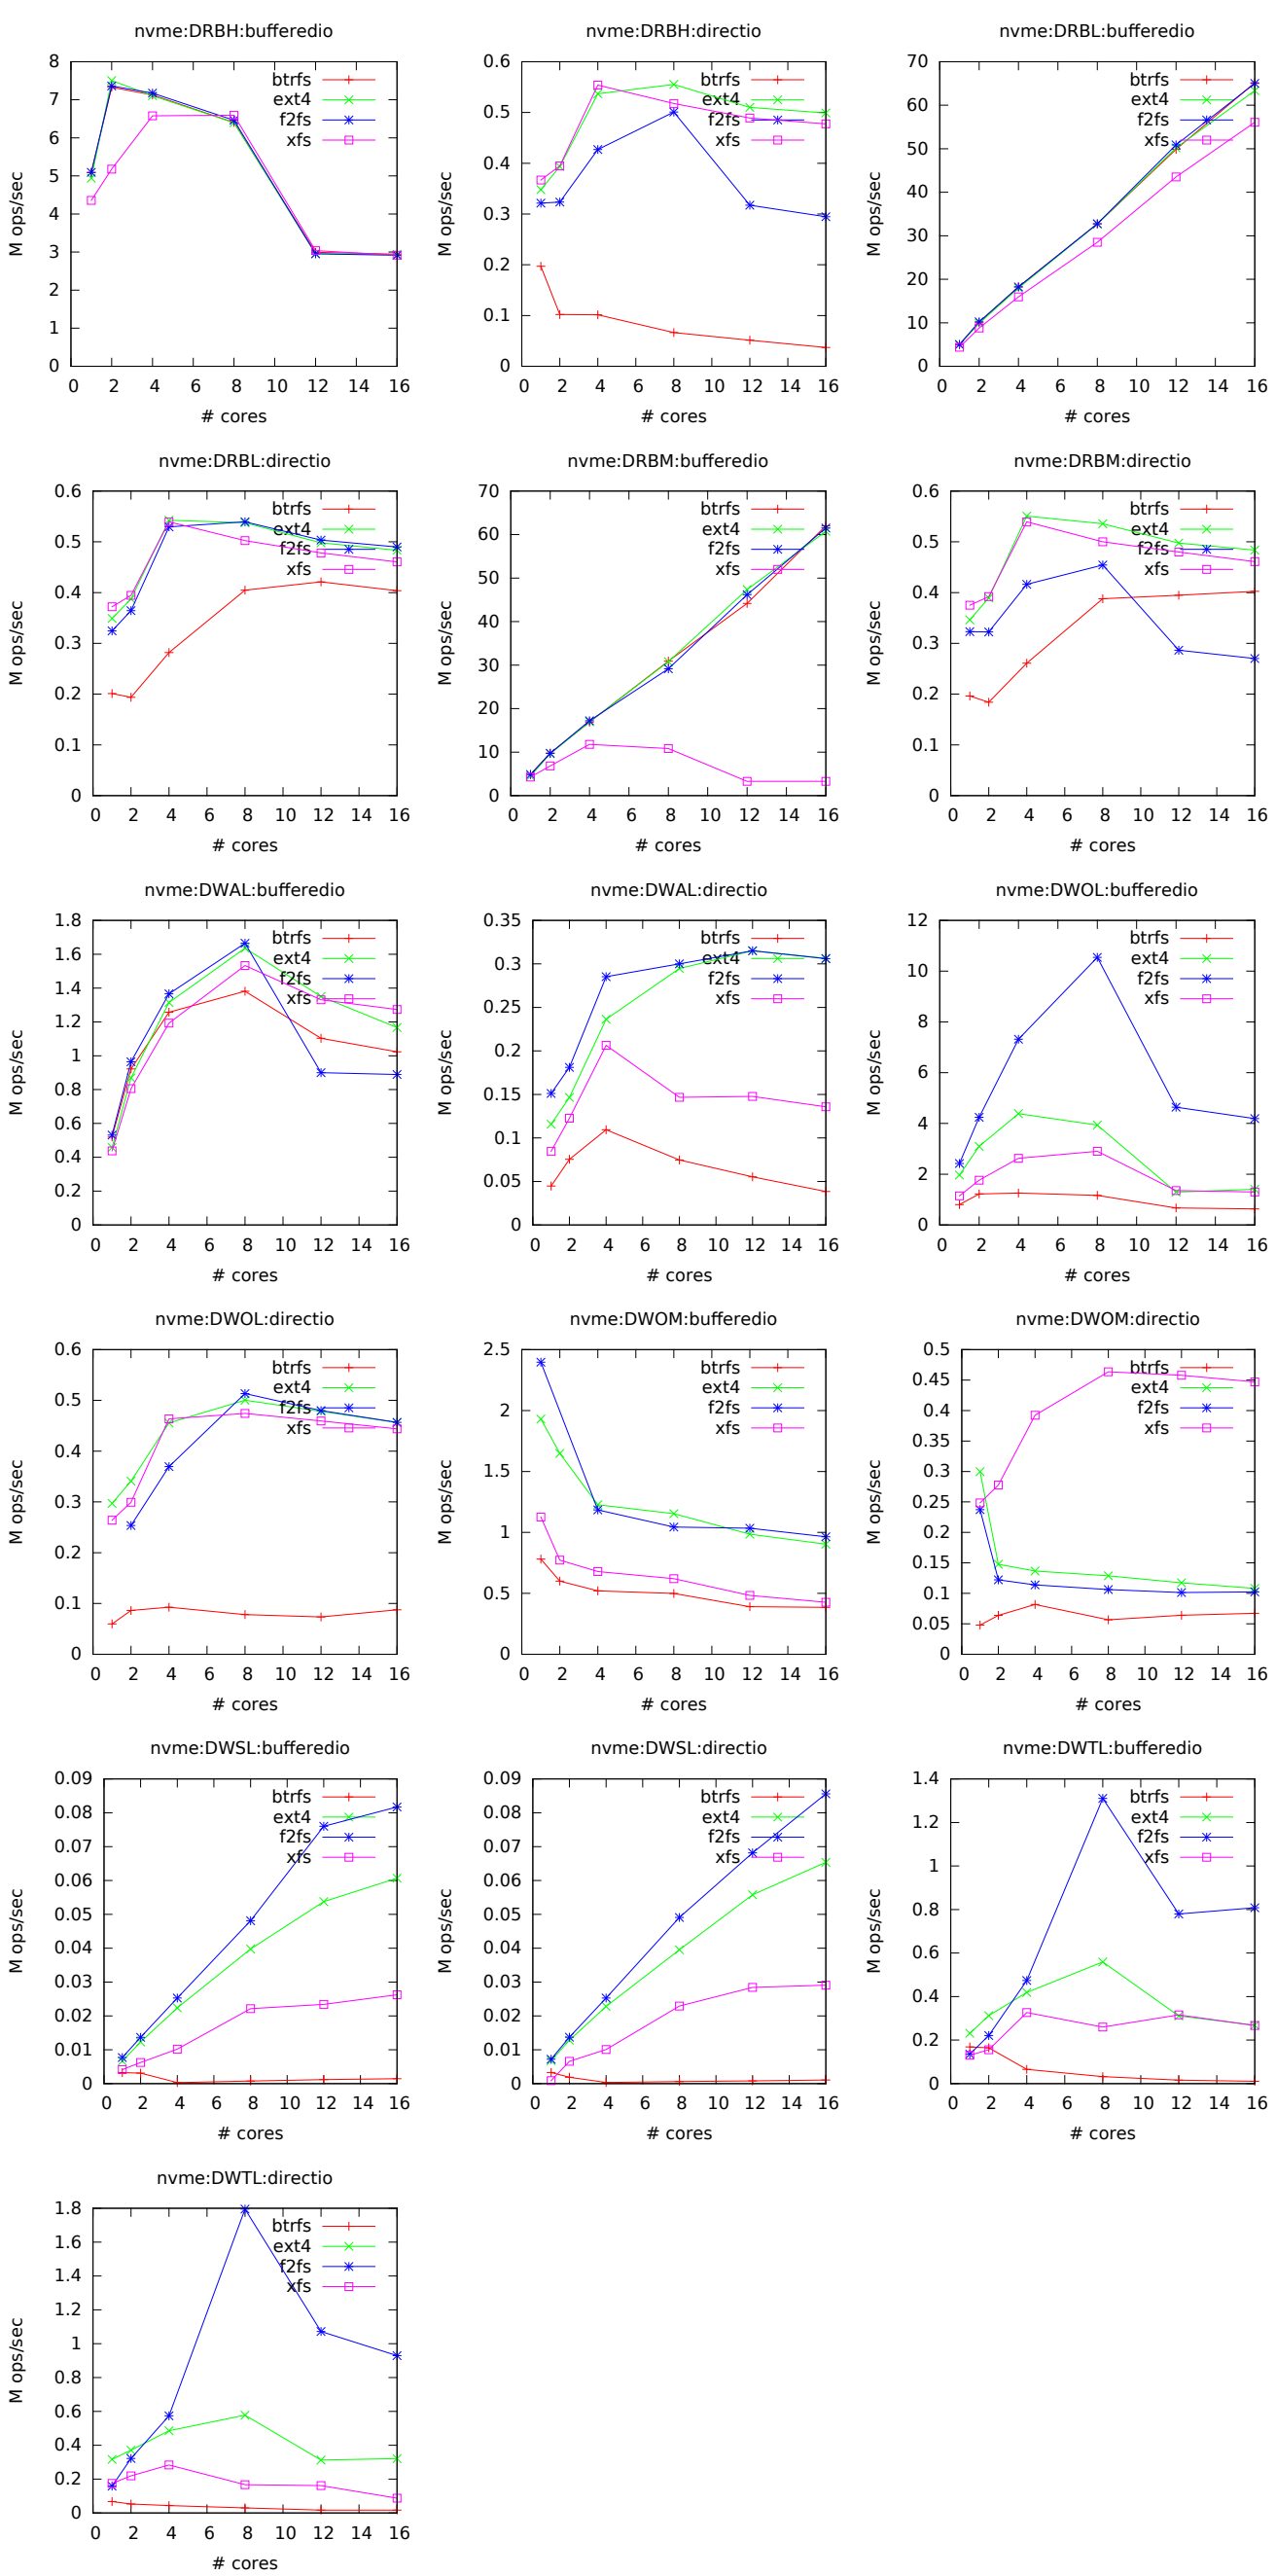 nvme:DRBH:bufferedio
M ops/sec
8
7
6
5
4
3
2
1
0
btrfs
ext4
f2fs
xfs
0 2 4 6 8 10 12 14 16
# cores
nvme:DRBH:directio
M ops/sec
0.6
0.5
0.4
0.3
0.2
0.1
0
btrfs
ext4
f2fs
xfs
0 2 4 6 8 10 12 14 16
# cores
nvme:DRBL:bufferedio
M ops/sec
70
60
50
40
30
20
10
0
btrfs
ext4
f2fs
xfs
0 2 4 6 8 10 12 14 16
# cores
nvme:DRBL:directio
M ops/sec
0.6
0.5
0.4
0.3
0.2
0.1
0
btrfs
ext4
f2fs
xfs
0 2 4 6 8 10 12 14 16
# cores
nvme:DRBM:bufferedio
M ops/sec
70
60
50
40
30
20
10
0
btrfs
ext4
f2fs
xfs
0 2 4 6 8 10 12 14 16
# cores
nvme:DRBM:directio
M ops/sec
0.6
0.5
0.4
0.3
0.2
0.1
0
btrfs
ext4
f2fs
xfs
0 2 4 6 8 10 12 14 16
# cores
nvme:DWAL:bufferedio
M ops/sec
1.8
1.6
1.4
1.2
1
0.8
0.6
0.4
0.2
0
btrfs
ext4
f2fs
xfs
0 2 4 6 8 10 12 14 16
# cores
nvme:DWAL:directio
M ops/sec
0.35
0.3
0.25
0.2
0.15
0.1
0.05
0
btrfs
ext4
f2fs
xfs
0 2 4 6 8 10 12 14 16
# cores
nvme:DWOL:bufferedio
M ops/sec
12
10
8
6
4
2
0
btrfs
ext4
f2fs
xfs
0 2 4 6 8 10 12 14 16
# cores
nvme:DWOL:directio
M ops/sec
0.6
0.5
0.4
0.3
0.2
0.1
0
btrfs
ext4
f2fs
xfs
0 2 4 6 8 10 12 14 16
# cores
nvme:DWOM:bufferedio
M ops/sec
2.5
2
1.5
1
0.5
0
btrfs
ext4
f2fs
xfs
0 2 4 6 8 10 12 14 16
# cores
nvme:DWOM:directio
M ops/sec
0.5
0.45
0.4
0.35
0.3
0.25
0.2
0.15
0.1
0.05
0
btrfs
ext4
f2fs
xfs
0 2 4 6 8 10 12 14 16
# cores
nvme:DWSL:bufferedio
M ops/sec
0.09
0.08
0.07
0.06
0.05
0.04
0.03
0.02
0.01
0
btrfs
ext4
f2fs
xfs
0 2 4 6 8 10 12 14 16
# cores
nvme:DWSL:directio
M ops/sec
0.09
0.08
0.07
0.06
0.05
0.04
0.03
0.02
0.01
0
btrfs
ext4
f2fs
xfs
0 2 4 6 8 10 12 14 16
# cores
nvme:DWTL:bufferedio
M ops/sec
1.4
1.2
1
0.8
0.6
0.4
0.2
0
btrfs
ext4
f2fs
xfs
0 2 4 6 8 10 12 14 16
# cores
nvme:DWTL:directio
M ops/sec
1.8
1.6
1.4
1.2
1
0.8
0.6
0.4
0.2
0
btrfs
ext4
f2fs
xfs
0 2 4 6 8 10 12 14 16
# cores